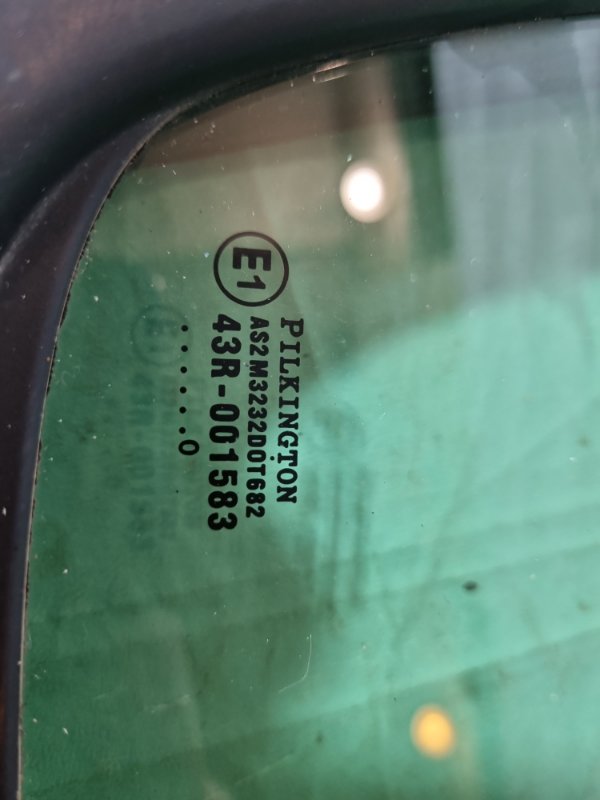 E1
PILKINGTON
AS2M3232DOT682
43R-001583
......0